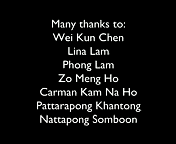 Many thanks to:
Wei Kun Chen
Lina Lam
Phong Lam
Zo Meng Ho
Carman Kam Na Ho
Pattarapong Khantong
Nattapong Somboon